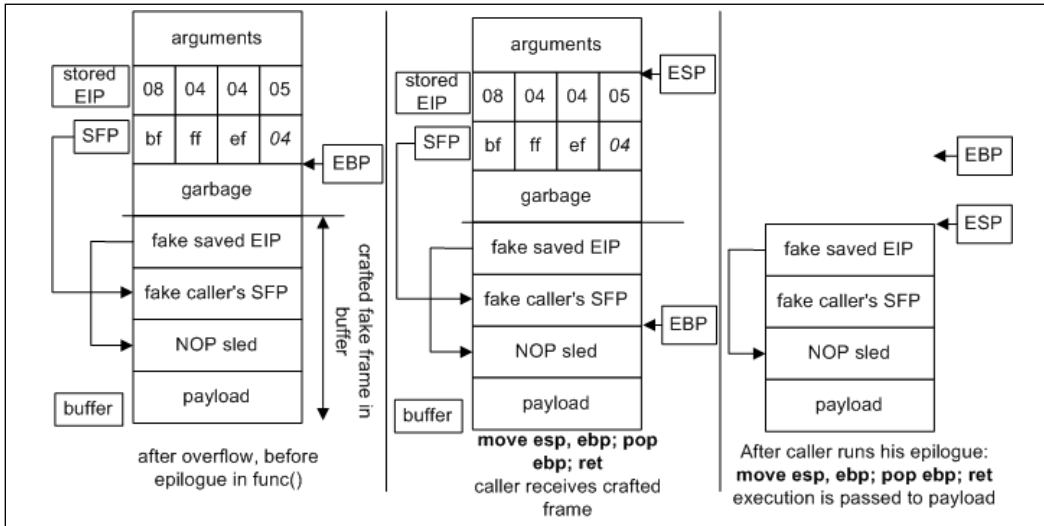 arguments
stored
EIP
08 04 04 05
SFP
bf ff ef 04
EBP
garbage
fake saved EIP
fake caller's SFP
NOP sled
payload
buffer
crafted fake frame in
buffer
after overflow, before
epilogue in func()
arguments
ESP
stored
EIP
08 04 04 05
SFP
bf ff ef 04
garbage
fake saved EIP
fake caller's SFP
EBP
NOP sled
payload
buffer
move esp, ebp; pop
ebp; ret
caller receives crafted
frame
EBP
ESP
fake saved EIP
fake caller's SFP
NOP sled
payload
After caller runs his epilogue:
move esp, ebp; pop ebp; ret
execution is passed to payload